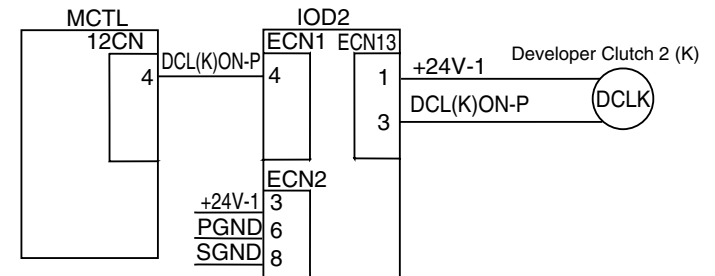 MCTL
IOD2
12CN
ECN1
ECN13
Developer Clutch 2 (K)
4
DCL(K)ON-P
4
1
+24V-1
DCLK
3
DCL(K)ON-P
ECN2
+24V-1
3
PGND
6
SGND
8